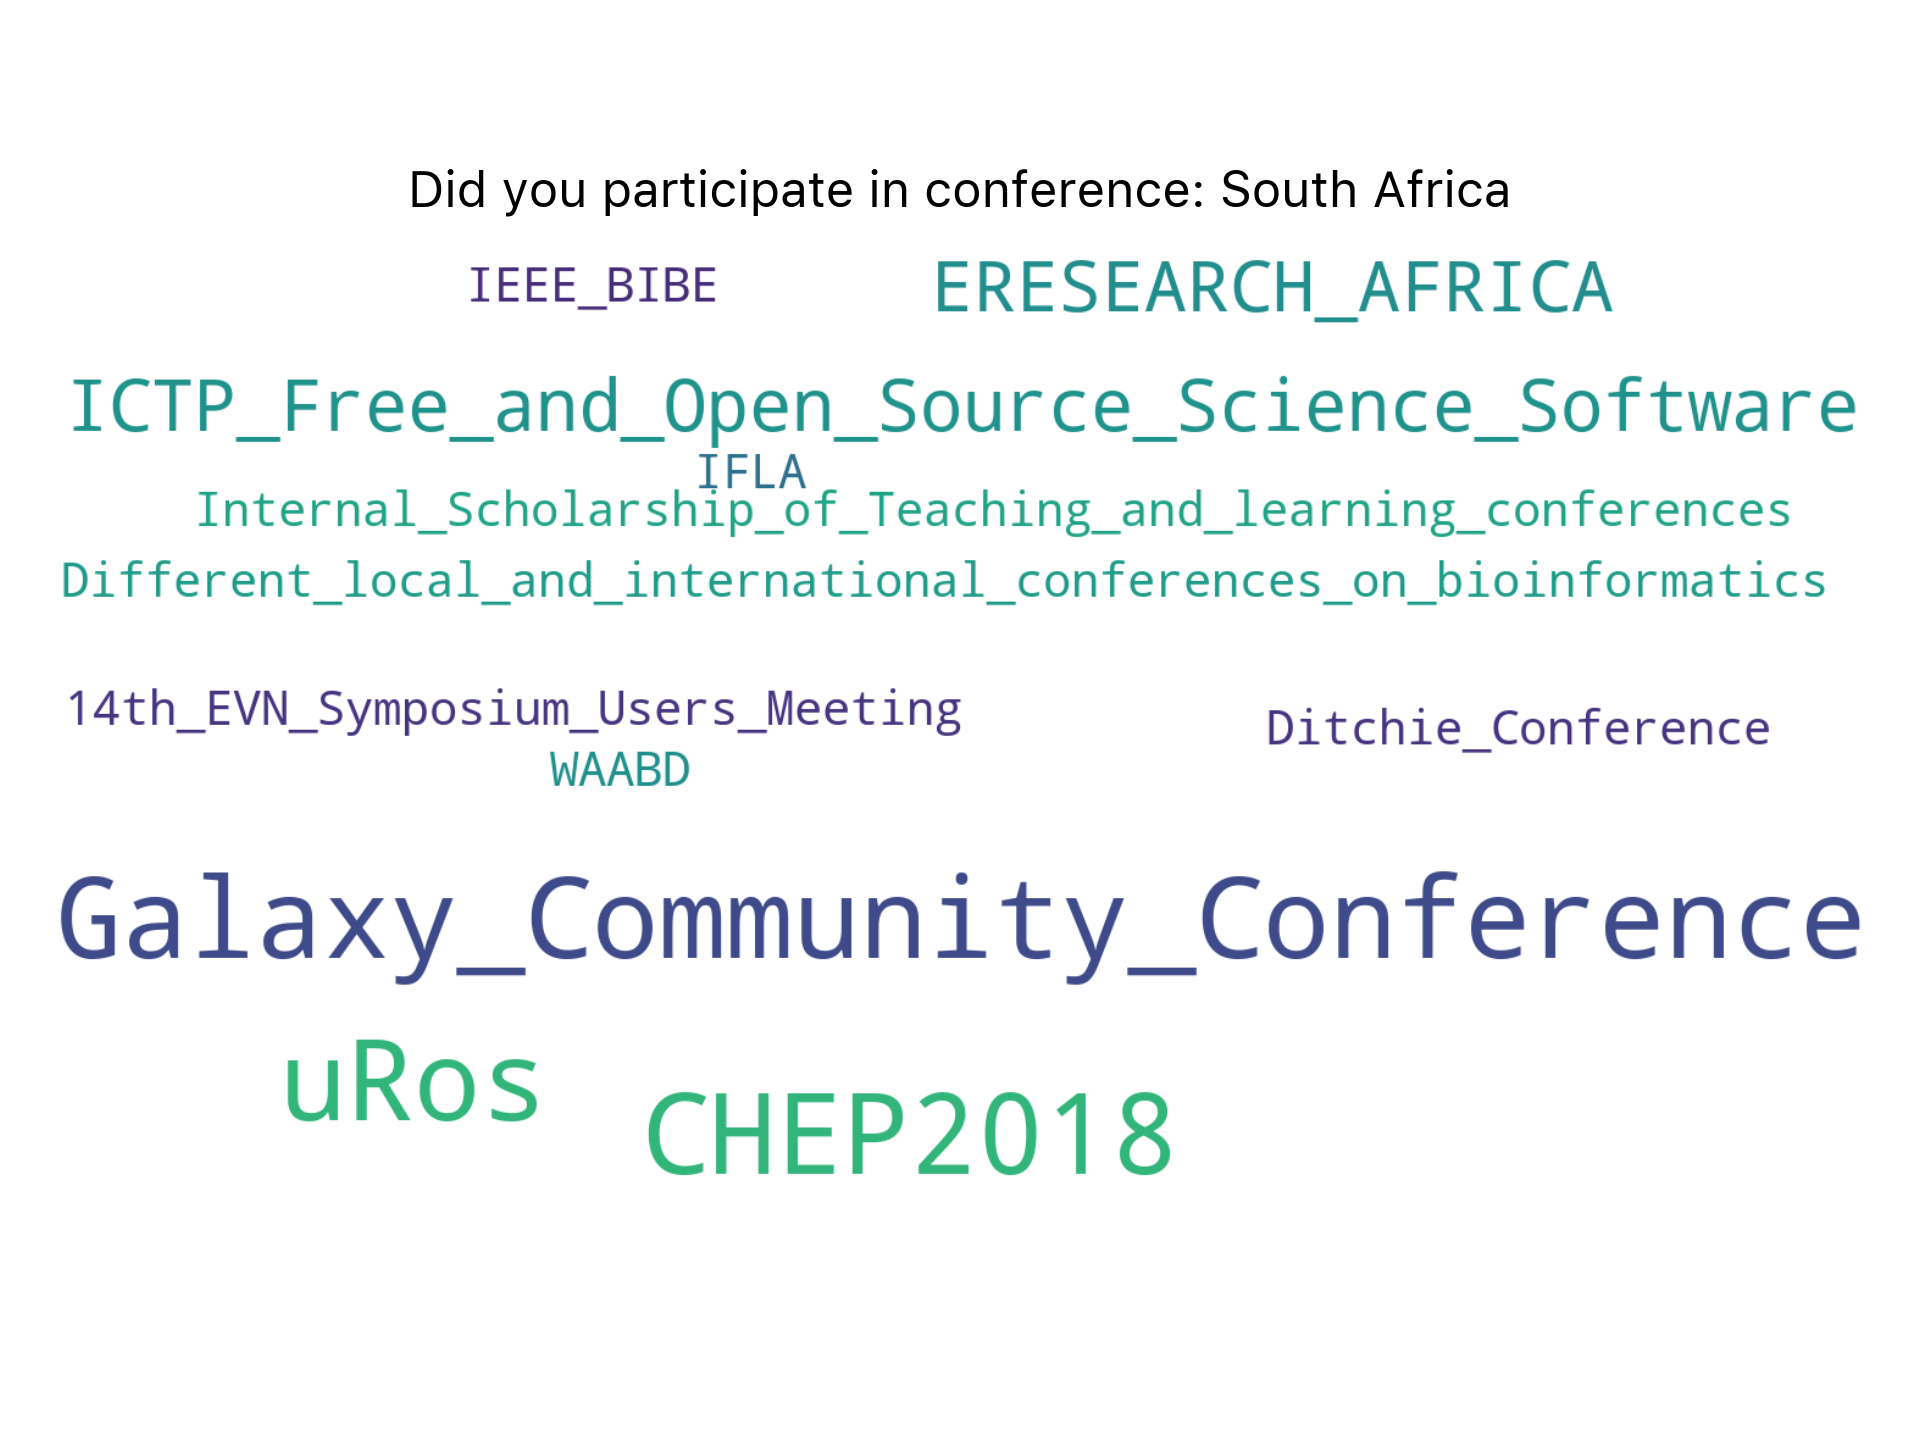 Did you participate in conference: South Africa
IEEE_BIBE ERESEARCH_AFRICA
ICTP_Free_and_Open_Source_Science_Software
IFLA
Internal_Scholarship_of_Teaching_and_learning_conferences
Different_local_and_international_conferences_on_bioinformatics
14th_EVN_Symposium_Users_Meeting Ditchie_Conference
WAABD
Galaxy_Community_Conference
uRos
CHEP2018